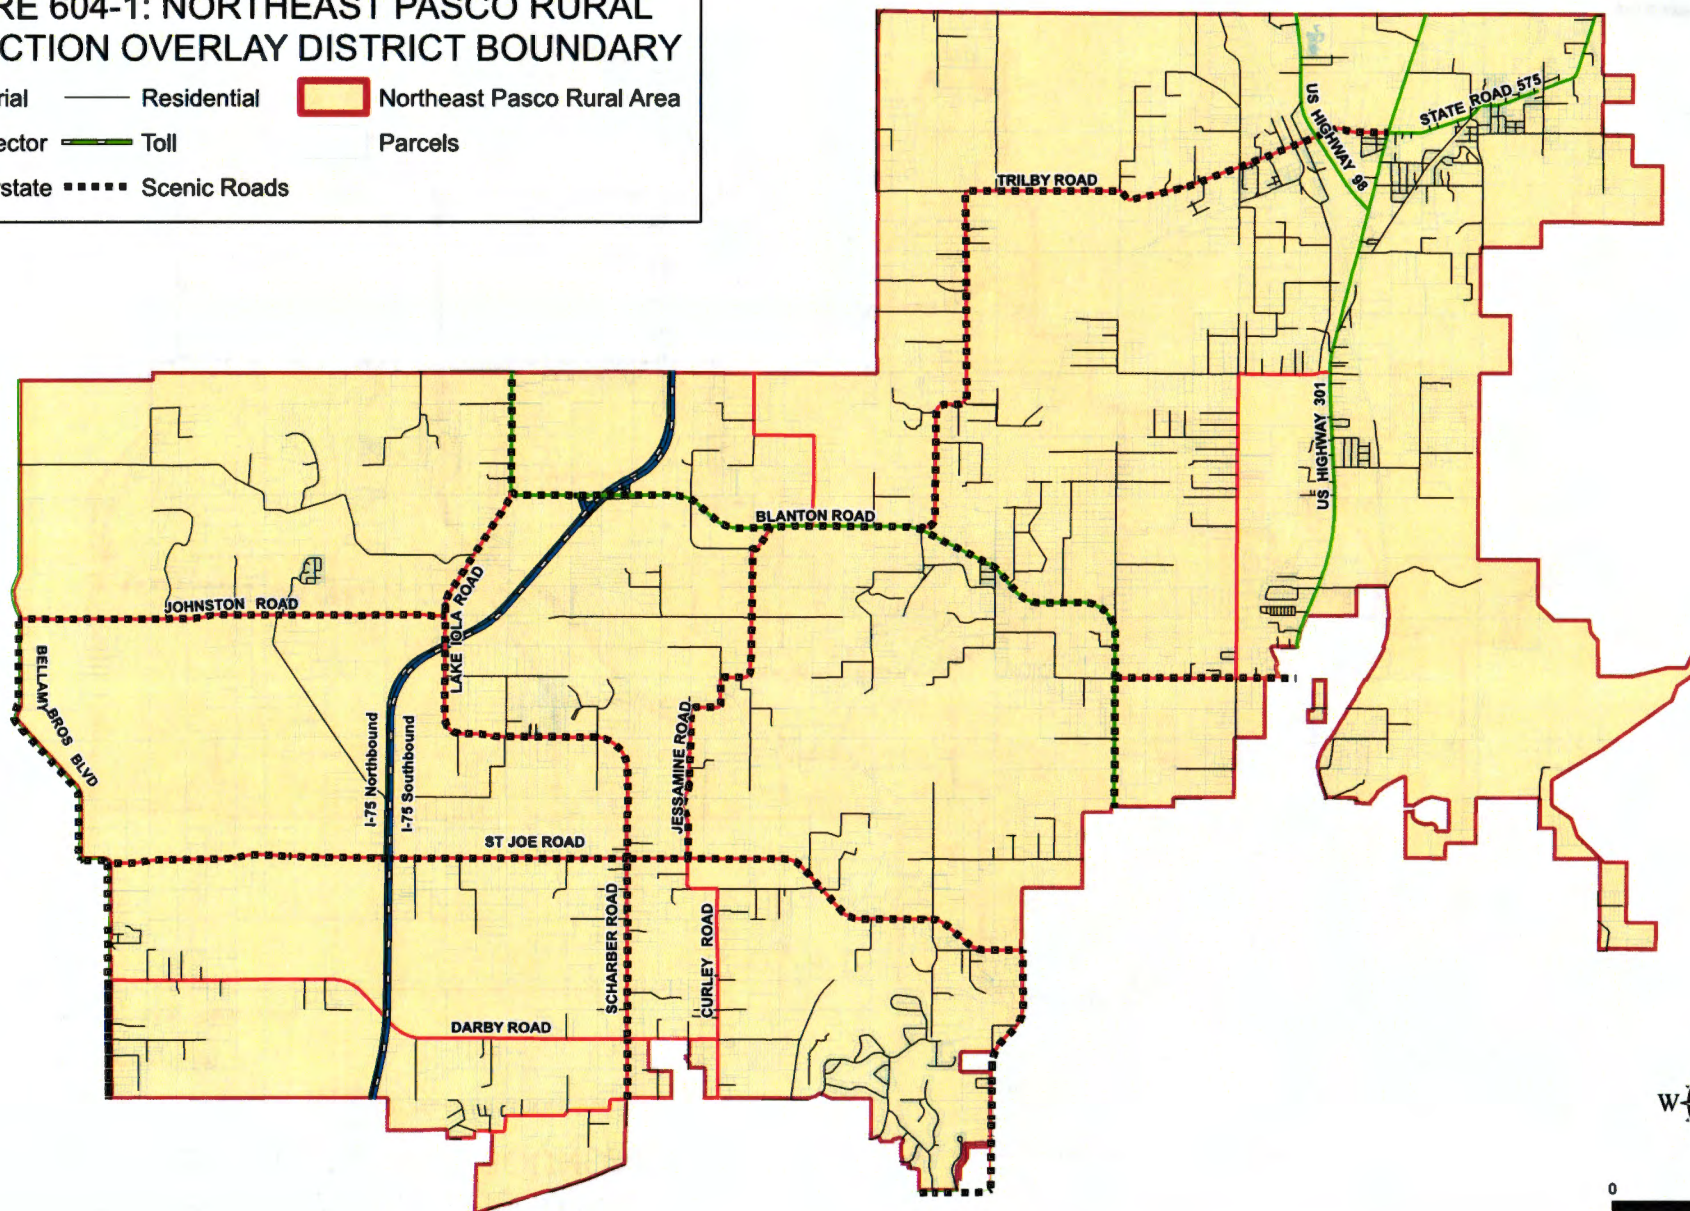 RE 604-1: NORTHEAST PASCO RURAL
CTION OVERLAY DISTRICT BOUNDARY
rial Residential Northeast Pasco Rural Area
ector Toll Parcels
rstate Scenic Roads
US HIGHWAY 98
STATE ROAD 575
TRILBY ROAD
US HIGHWAY 301
BLANTON ROAD
JOHNSTON ROAD
LAKE IOLA ROAD
BELLAMY BROS BLVD
I-75 Northbound
I-75 Southbound
JESSAMINE ROAD
ST JOE ROAD
SCHARBER ROAD
CURLEY ROAD
DARBY ROAD
W
0